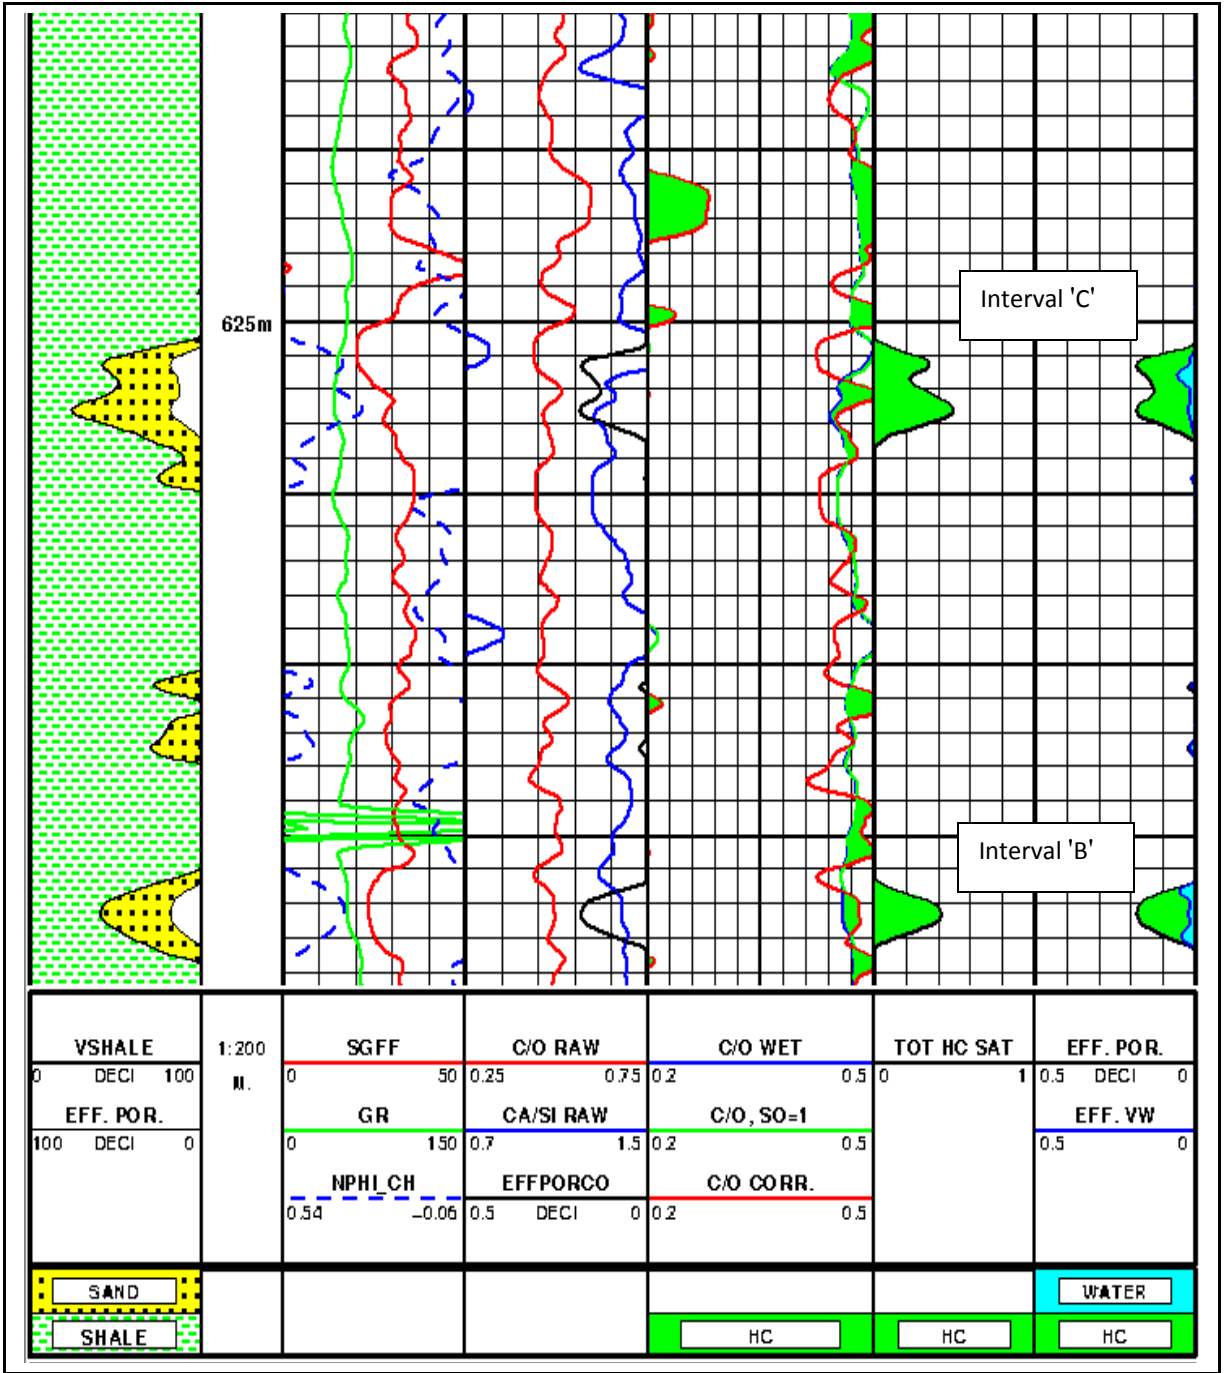 Interval 'C'
625m
Interval 'B'
VSHALE 1:200 SGFF C/O RAW C/O WET TOT HC SAT EFF. POR.
0 DECI 100 M. 0 50 0.25 0.75 0.2 0.5 0 1 0.5 DECI 0
EFF. POR. GR CA/SI RAW C/O, SO=1 EFF. VW
100 DECI 0 0 150 0.7 1.5 0.2 0.5 0.5 0
NPHI_CH EFFPORCO C/O CORR.
0.54 -0.06 0.5 DECI 0 0.2 0.5
SAND WATER
SHALE HC HC HC